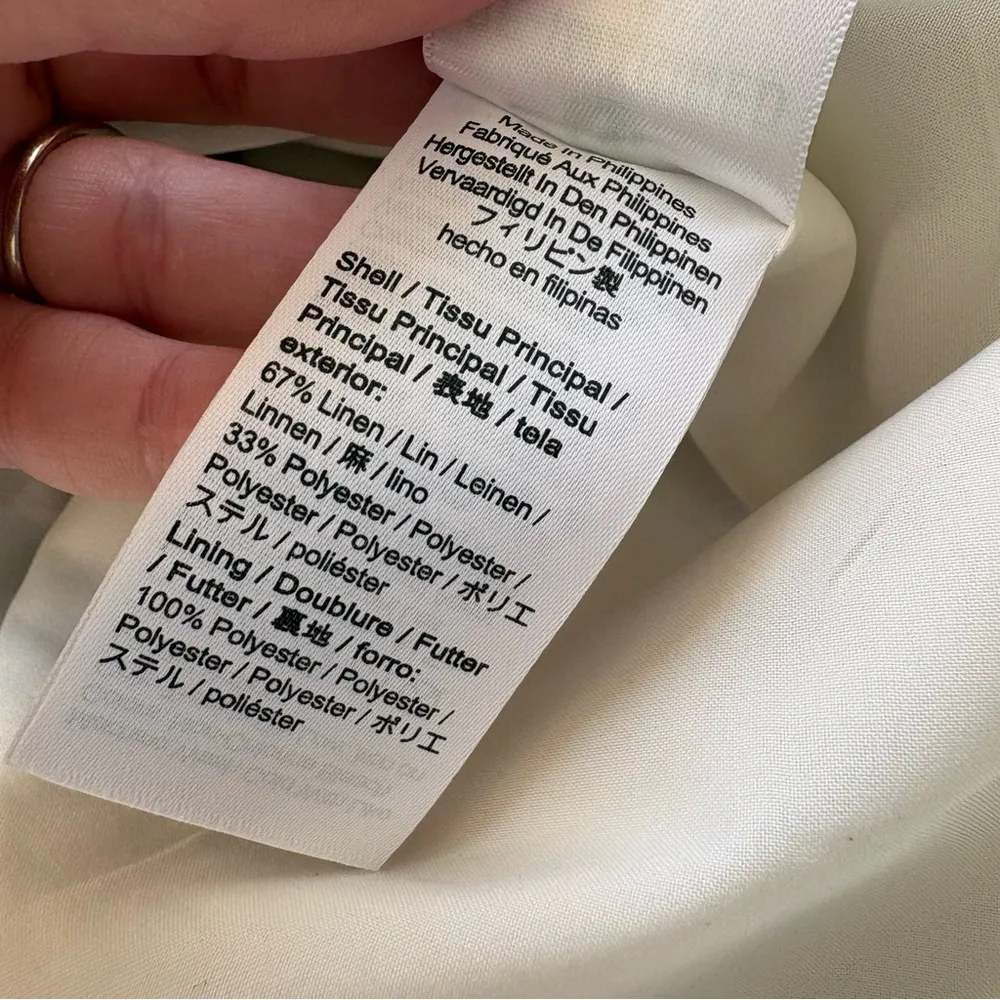 Made In Philippines
Fabriqué Aux Philippines
Hergestellt In Den Philippinen
Vervaardigd In De Filippijnen
フィリピン製
hecho en filipinas
Shell / Tissu Principal /
Tissu Principal / Tissu
Principal / 表地 / tela
exterior:
67% Linen / Lin / Leinen /
Linnen / 麻 / lino
33% Polyester / Polyester /
Polyester / Polyester / ポリエ
ステル / poliéster
Lining / Doublure / Futter
/ Futter / 裏地 / forro:
100% Polyester / Polyester /
Polyester / Polyester / ポリエ
ステル / poliéster